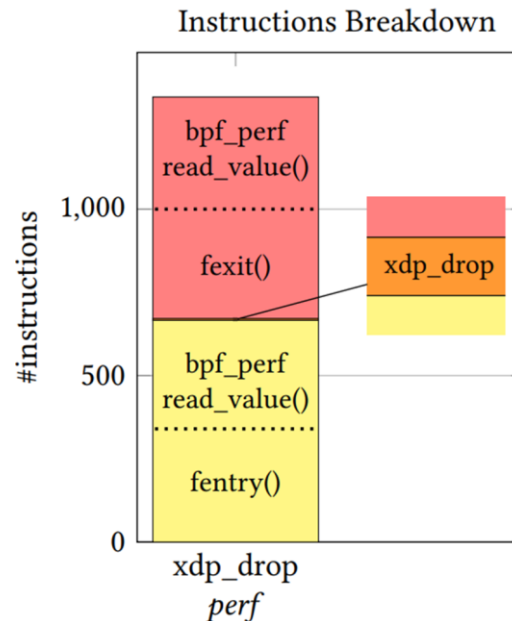 Instructions Breakdown
#instructions
1,000
500
0
bpf_perf
read_value()
fexit()
xdp_drop
bpf_perf
read_value()
fentry()
xdp_drop
perf